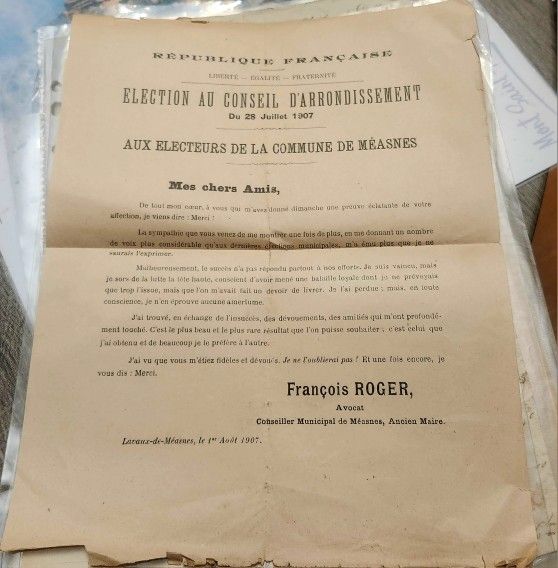 RÉPUBLIQUE FRANÇAISE
LIBERTÉ — ÉGALITÉ — FRATERNITÉ
ELECTION AU CONSEIL D'ARRONDISSEMENT
Du 28 Juillet 1907
AUX ELECTEURS DE LA COMMUNE DE MÉASNES
Mes chers Amis,
De tout mon cœur, à vous qui m'avez donné dimanche une preuve éclatante de votre
affection, je viens dire : Merci !
La sympathie que vous venez de me montrer une fois de plus, en me donnant un nombre
de voix plus considérable qu'aux dernières élections municipales, m'a ému plus que je ne
saurais l'exprimer.
Malheureusement, le succès n'a pas répondu partout à nos efforts. Je suis vaincu, mais
je sors de la lutte la tête haute, conscient d'avoir mené une bataille loyale dont je ne prévoyais
que trop l'issue, mais que l'on m'avait fait un devoir de livrer. Je l'ai perdue ; mais, en toute
conscience, je n'en éprouve aucune amertume.
J'ai trouvé, en échange de l'insuccès, des dévouements, des amitiés qui m'ont profondé-
ment touché. C'est le plus beau et le plus rare résultat que l'on puisse souhaiter ; c'est celui que
j'ai obtenu et de beaucoup je le préfère à l'autre.
J'ai vu que vous m'étiez fidèles et dévoués. Je ne l'oublierai pas ! Et une fois encore, je
vous dis : Merci.
François ROGER,
Avocat
Conseiller Municipal de Méasnes, Ancien Maire.
Lavaux-de-Méasnes, le 1er Août 1907.
Mont Saint